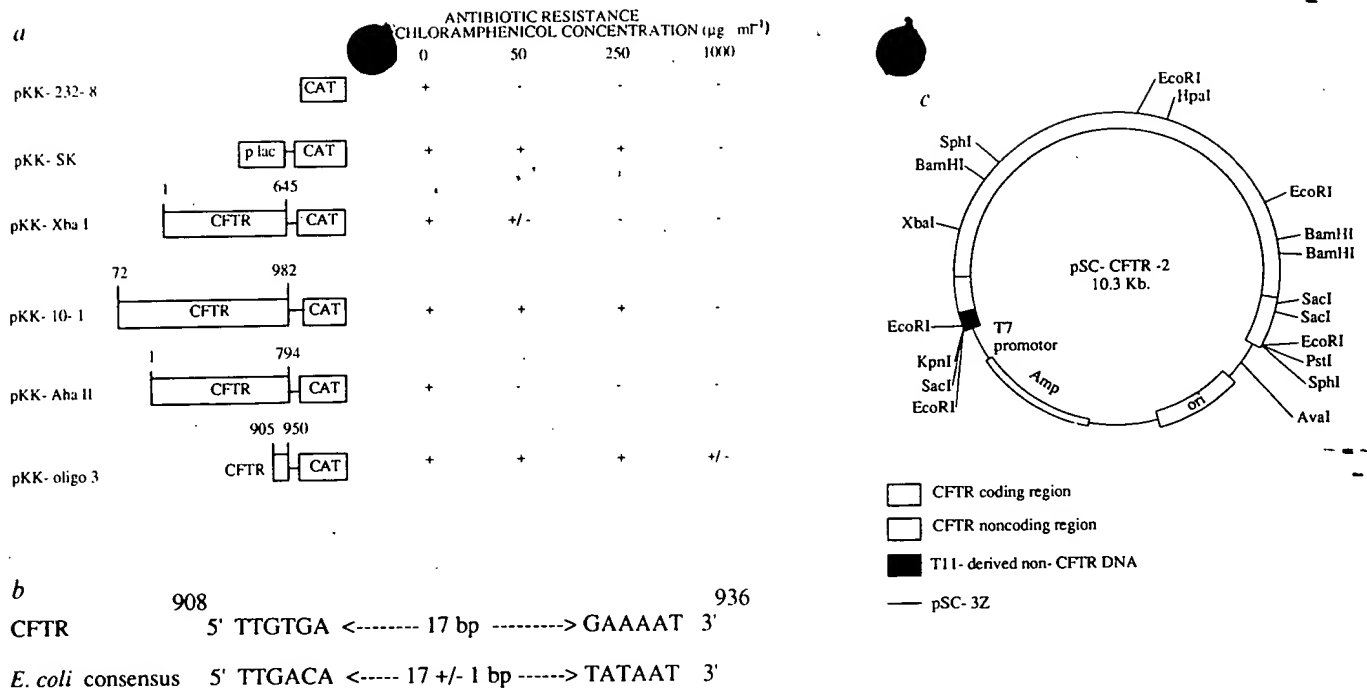 a
ANTIBIOTIC RESISTANCE
CHLORAMPHENICOL CONCENTRATION (µg ml⁻¹)
0 50 250 1000
pKK- 232- 8 CAT + - - -
pKK- SK p lac CAT + + + -
1 645
pKK- Xba I CFTR CAT + +/- - -
72 982
pKK- 10- 1 CFTR CAT + + + -
1 794
pKK- Aha II CFTR CAT + - - -
905 950
pKK- oligo 3 CFTR CAT + + + +/-
b
908 936
CFTR 5' TTGTGA <-------- 17 bp ---------> GAAAAT 3'
E. coli consensus 5' TTGACA <----- 17 +/- 1 bp ------> TATAAT 3'
c
EcoRI
HpaI
SphI
BamHI
XbaI
EcoRI
BamHI
BamHI
pSC- CFTR -2
10.3 Kb.
SacI
SacI
EcoRI
PstI
SphI
AvaI
EcoRI
T7
promotor
KpnI
SacI
EcoRI
Amp
ori
CFTR coding region
CFTR noncoding region
T11- derived non- CFTR DNA
pSC- 3Z